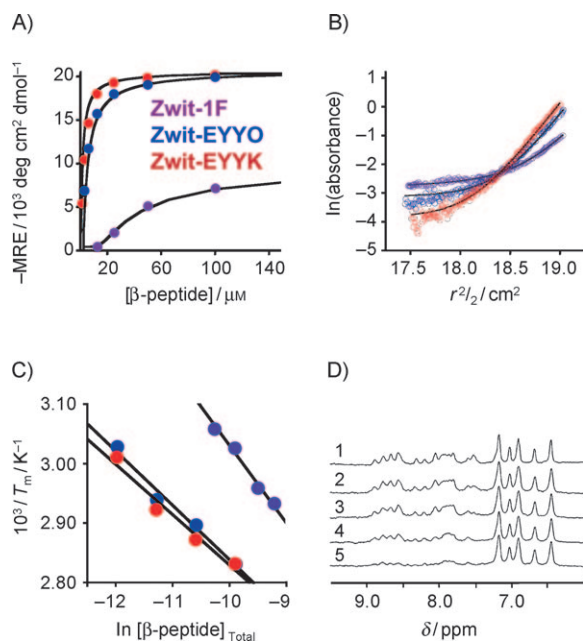 A)
–MRE / 10³ deg cm² dmol⁻¹
20
15
10
5
0
Zwit-1F
Zwit-EYYO
Zwit-EYYK
20 60 100 140
[β-peptide] / μM
B)
ln(absorbance)
1
0
–1
–2
–3
–4
–5
17.5 18.0 18.5 19.0
r²/₂ / cm²
C)
10³ / Tm / K⁻¹
3.10
3.00
2.90
2.80
–12 –11 –10 –9
ln [β-peptide] Total
D)
1
2
3
4
5
9.0 8.0 7.0
δ / ppm